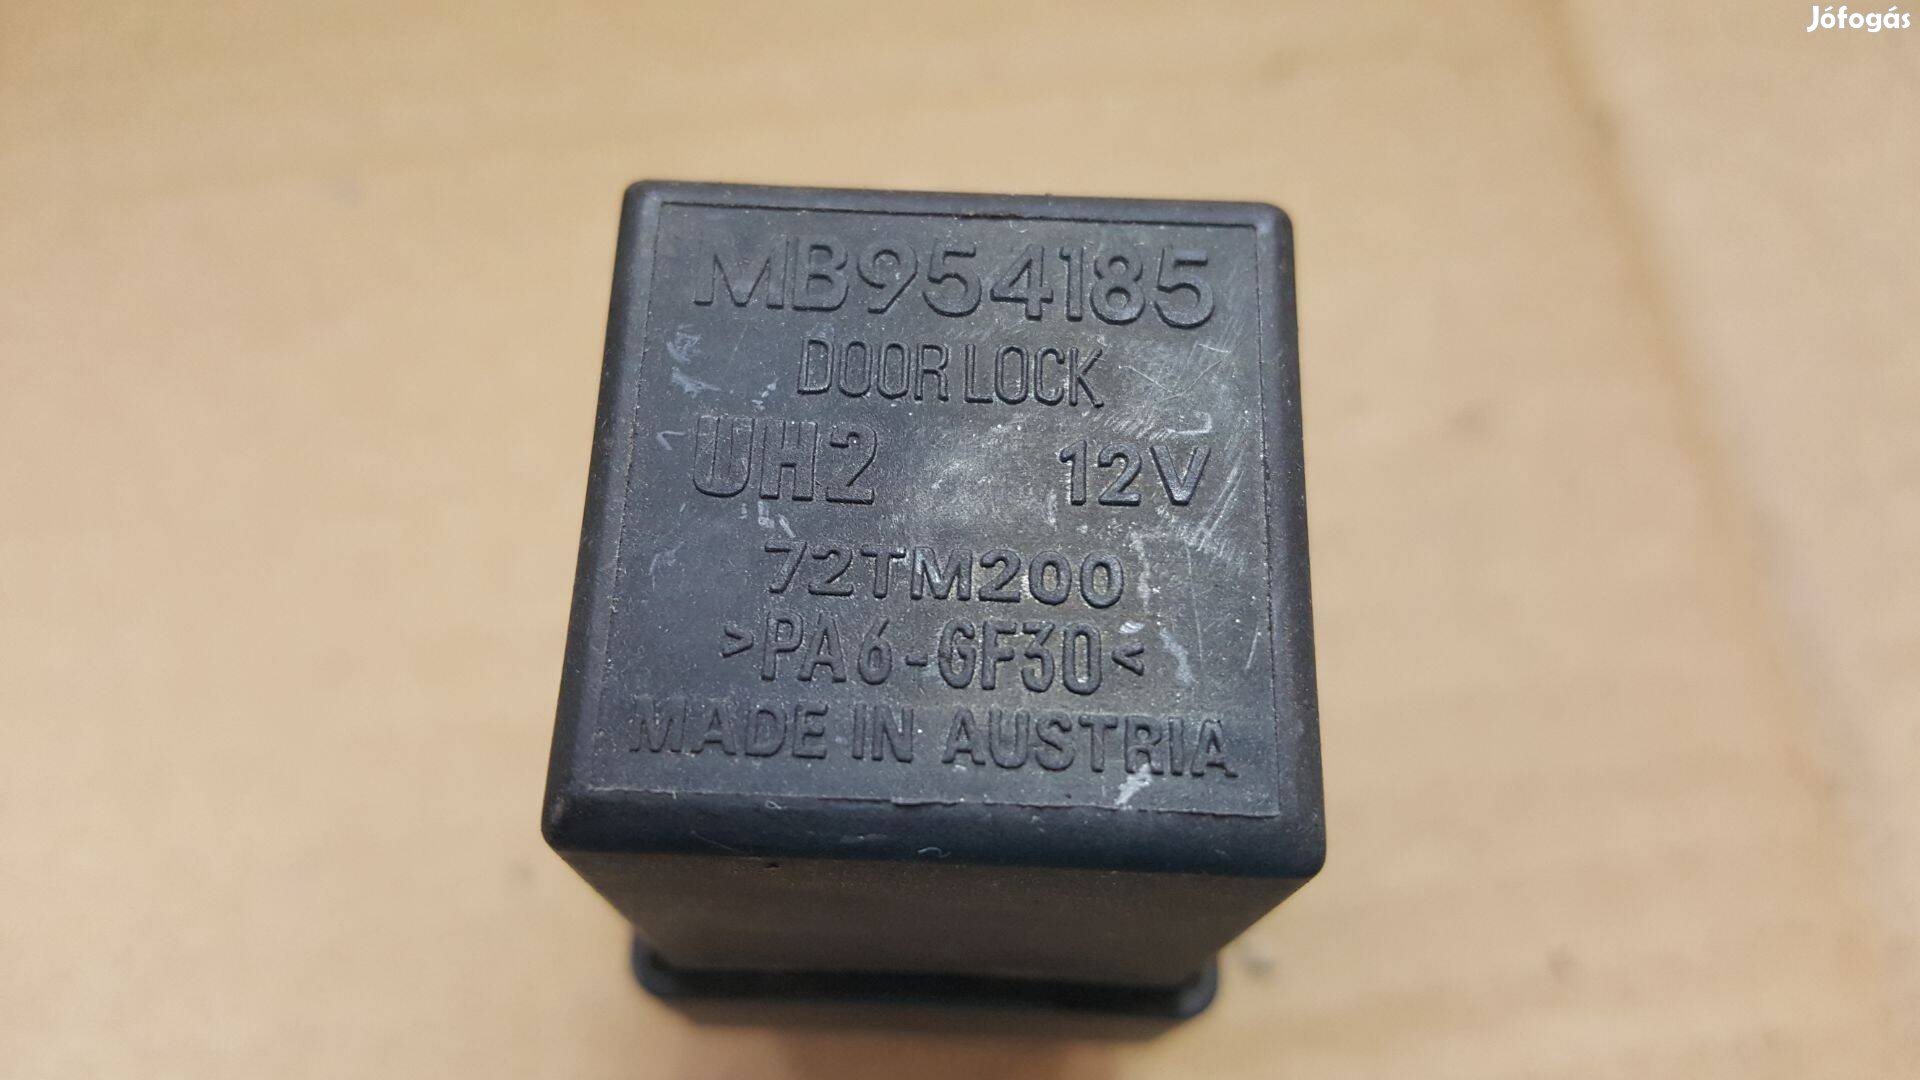 Jófogás
MB954185
DOOR LOCK
UH2 12V
72TM200
>PA6-GF30<
MADE IN AUSTRIA